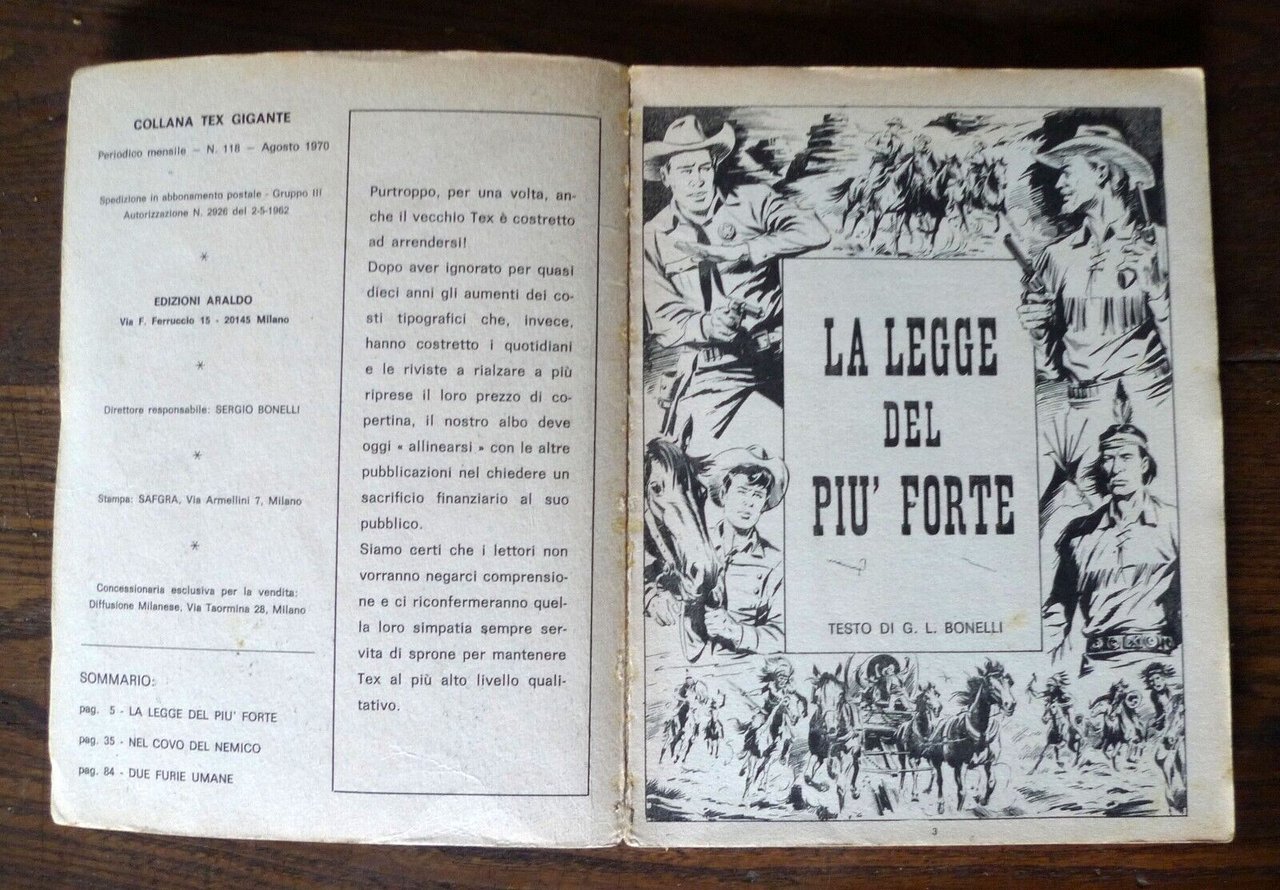 COLLANA TEX GIGANTE
Periodico mensile — N. 118 — Agosto 1970
Spedizione in abbonamento postale - Gruppo III
Autorizzazione N. 2926 del 2-5-1962
*
EDIZIONI ARALDO
Via F. Ferruccio 15 - 20145 Milano
*
Direttore responsabile: SERGIO BONELLI
*
Stampa: SAFGRA, Via Armellini 7, Milano
*
Concessionaria esclusiva per la vendita:
Diffusione Milanese, Via Taormina 28, Milano
SOMMARIO:
pag. 5 - LA LEGGE DEL PIU' FORTE
pag. 35 - NEL COVO DEL NEMICO
pag. 84 - DUE FURIE UMANE
Purtroppo, per una volta, an-
che il vecchio Tex è costretto
ad arrendersi!
Dopo aver ignorato per quasi
dieci anni gli aumenti dei co-
sti tipografici che, invece,
hanno costretto i quotidiani
e le riviste a rialzare a più
riprese il loro prezzo di co-
pertina, il nostro albo deve
oggi « allinearsi » con le altre
pubblicazioni nel chiedere un
sacrificio finanziario al suo
pubblico.
Siamo certi che i lettori non
vorranno negarci comprensio-
ne e ci riconfermeranno quel-
la loro simpatia sempre ser-
vita di sprone per mantenere
Tex al più alto livello quali-
tativo.
LA LEGGE
DEL
PIU' FORTE
TESTO DI G. L. BONELLI
3